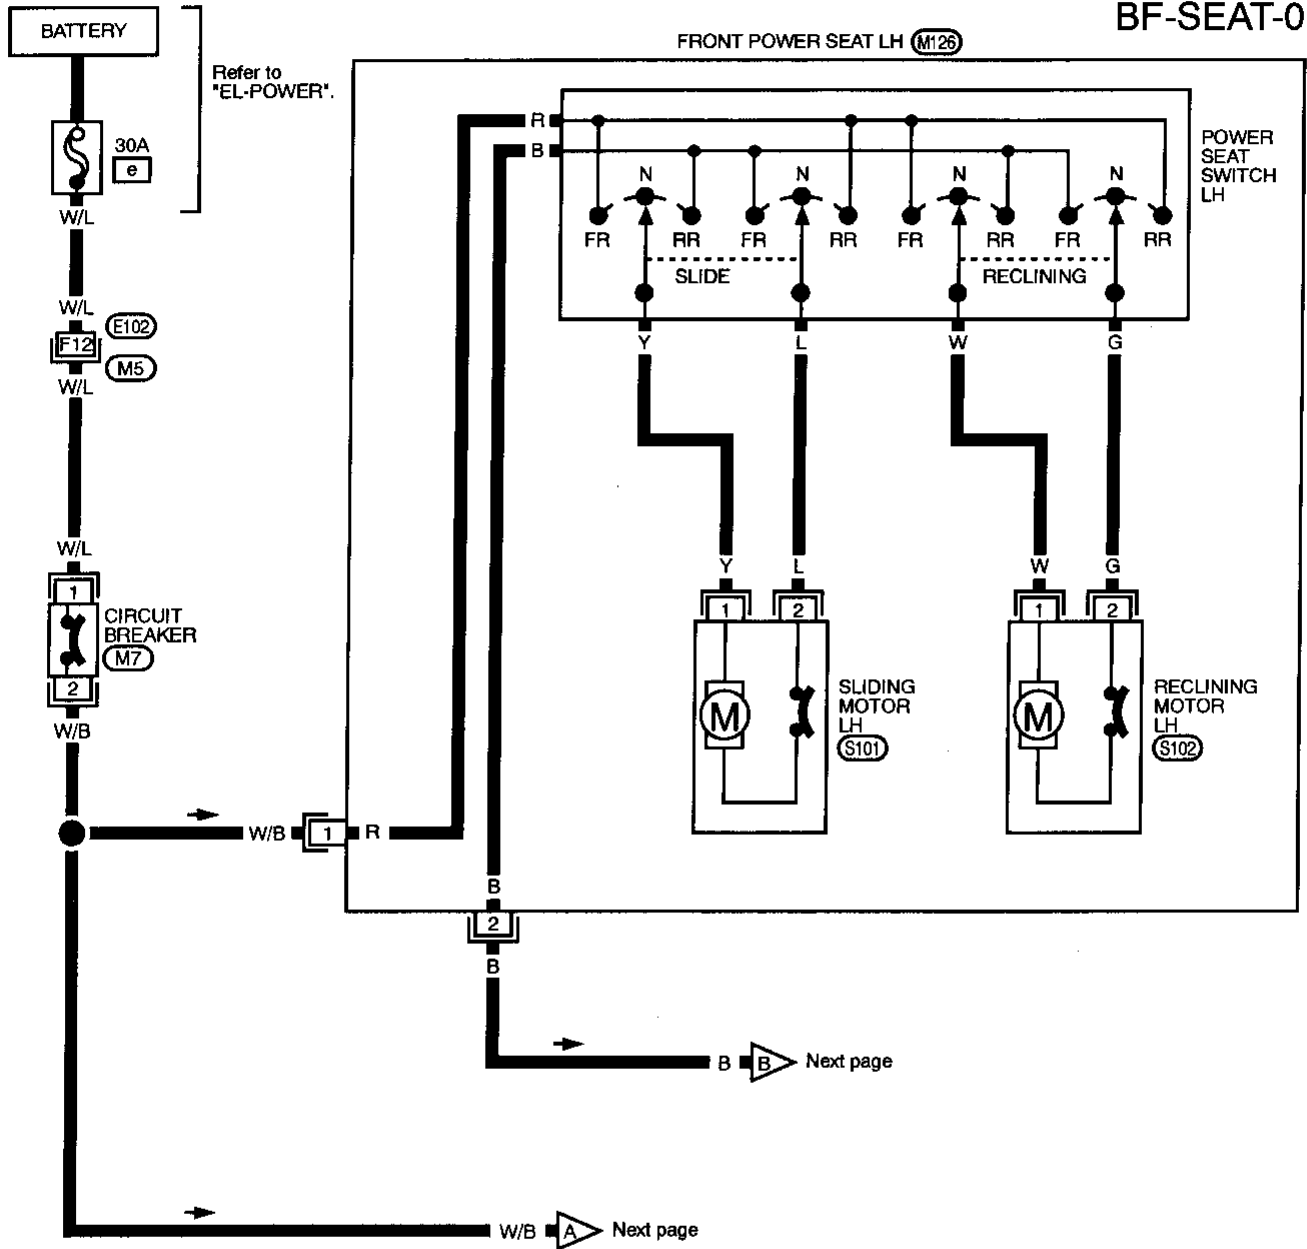 BF-SEAT-0
BATTERY
Refer to
"EL-POWER".
30A
e
W/L
W/L
F12
E102
M5
W/L
W/L
1
CIRCUIT
BREAKER
M7
2
W/B
W/B
1
R
FRONT POWER SEAT LH M126
R
B
POWER
SEAT
SWITCH
LH
N N N N
FR RR FR RR FR RR FR RR
SLIDE RECLINING
Y L W G
Y L W G
1 2 1 2
M
SLIDING
MOTOR
LH
S101
M
RECLINING
MOTOR
LH
S102
B
2
B
B B Next page
W/B A Next page